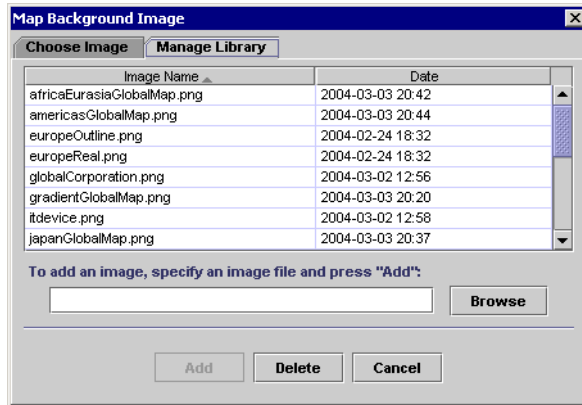 Map Background Image
Choose Image Manage Library
Image Name Date
africaEurasiaGlobalMap.png 2004-03-03 20:42
americasGlobalMap.png 2004-03-03 20:44
europeOutline.png 2004-02-24 18:32
europeReal.png 2004-02-24 18:32
globalCorporation.png 2004-03-02 12:56
gradientGlobalMap.png 2004-03-03 20:20
itdevice.png 2004-03-02 12:58
japanGlobalMap.png 2004-03-03 20:37
To add an image, specify an image file and press "Add":
Browse
Add Delete Cancel